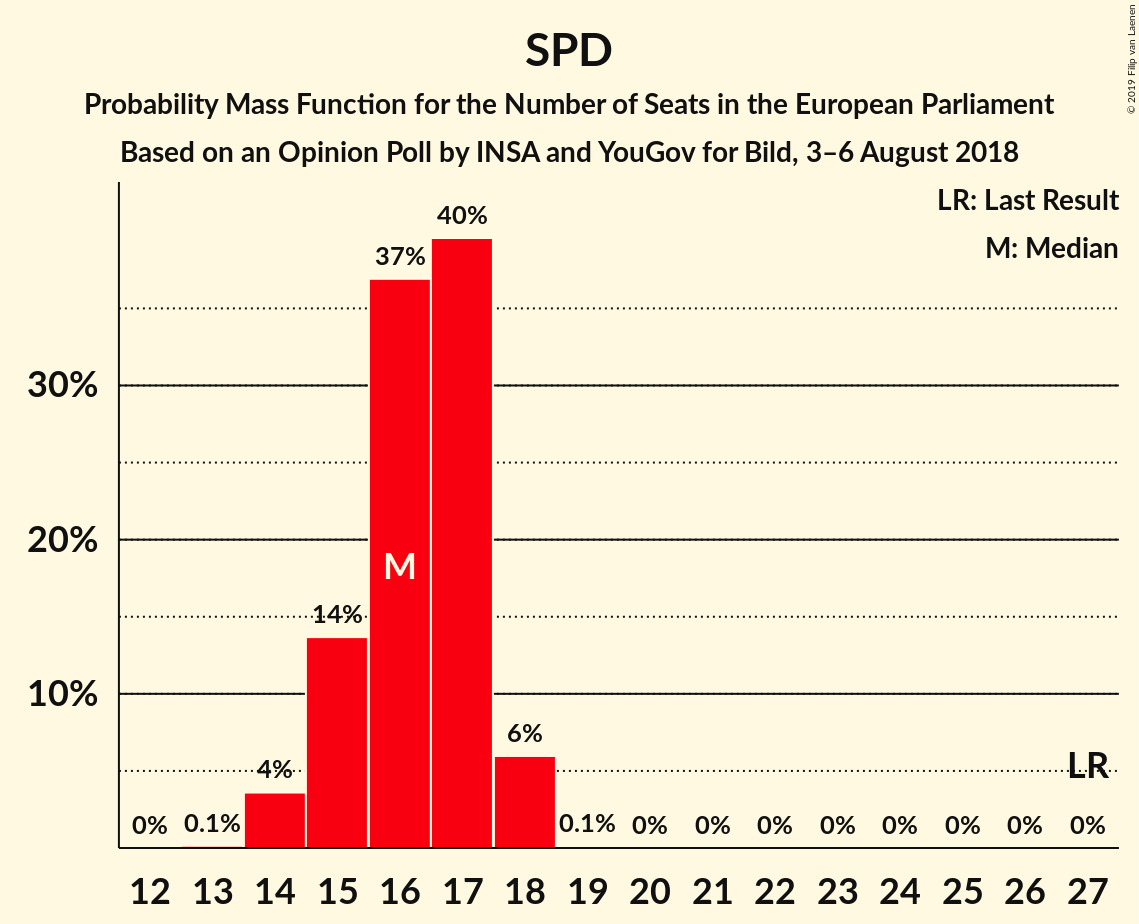 SPD
Probability Mass Function for the Number of Seats in the European Parliament
Based on an Opinion Poll by INSA and YouGov for Bild, 3–6 August 2018
© 2019 Filip van Laenen
LR: Last Result
M: Median
40%
37%
30%
20%
M
14%
10%
6%
4%
LR
0% 0.1% 0.1% 0% 0% 0% 0% 0% 0% 0% 0%
12 13 14 15 16 17 18 19 20 21 22 23 24 25 26 27